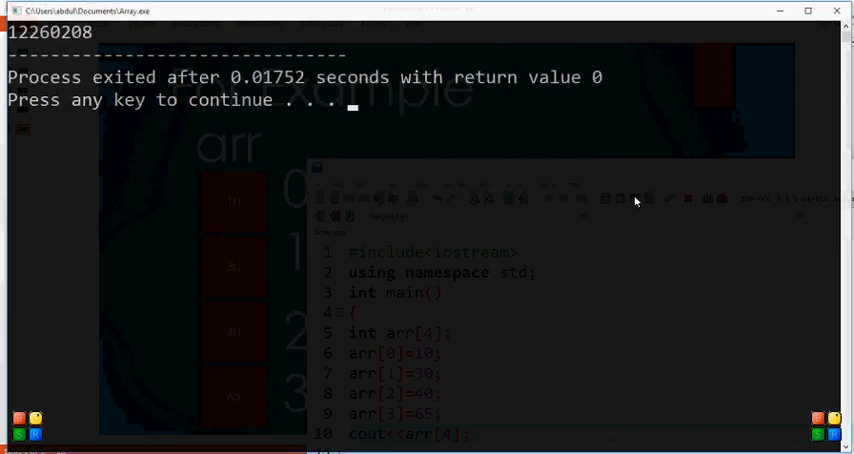 C:\Users\abdul\Documents\Array.exe
12260208
--------------------------------
Process exited after 0.01752 seconds with return value 0
Press any key to continue . . .
For Example
arr
0
10
1
30
2
40
3
65
Array.cpp
1 #include<iostream>
2 using namespace std;
3 int main()
4 {
5 int arr[4];
6 arr[0]=10;
7 arr[1]=30;
8 arr[2]=40;
9 arr[3]=65;
10 cout<<arr[4];
B
S
R
B
S
R